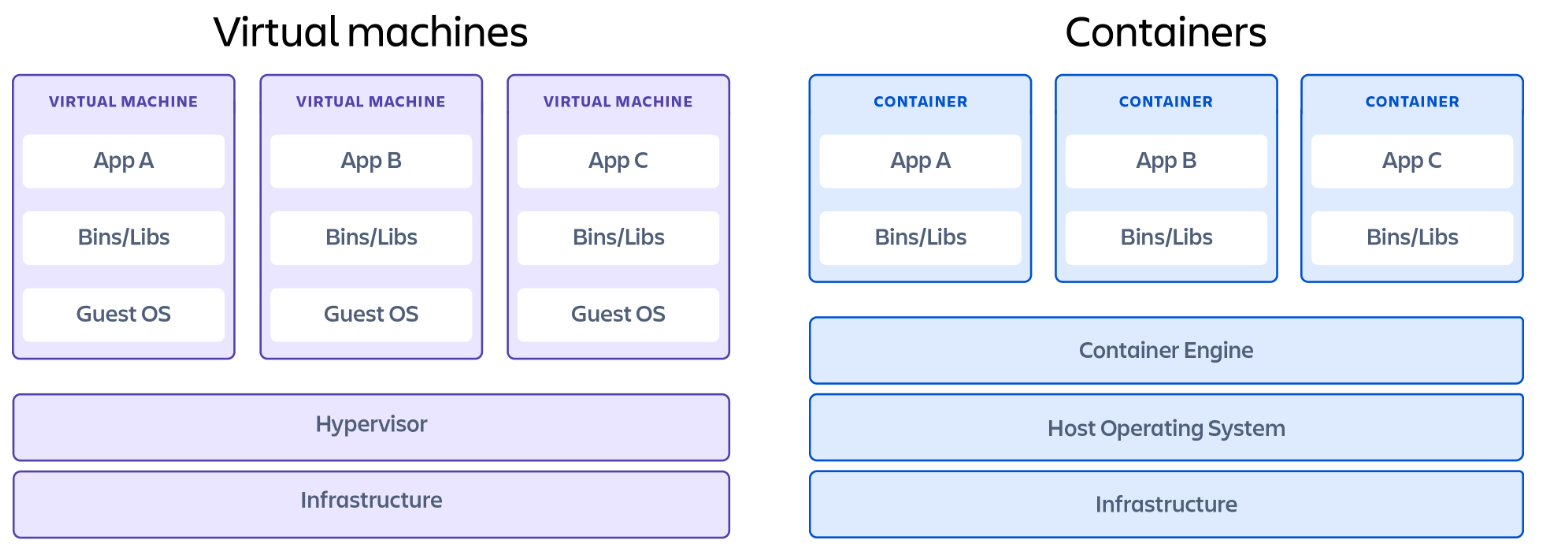 Virtual machines
VIRTUAL MACHINE
App A
Bins/Libs
Guest OS
VIRTUAL MACHINE
App B
Bins/Libs
Guest OS
VIRTUAL MACHINE
App C
Bins/Libs
Guest OS
Hypervisor
Infrastructure
Containers
CONTAINER
App A
Bins/Libs
CONTAINER
App B
Bins/Libs
CONTAINER
App C
Bins/Libs
Container Engine
Host Operating System
Infrastructure